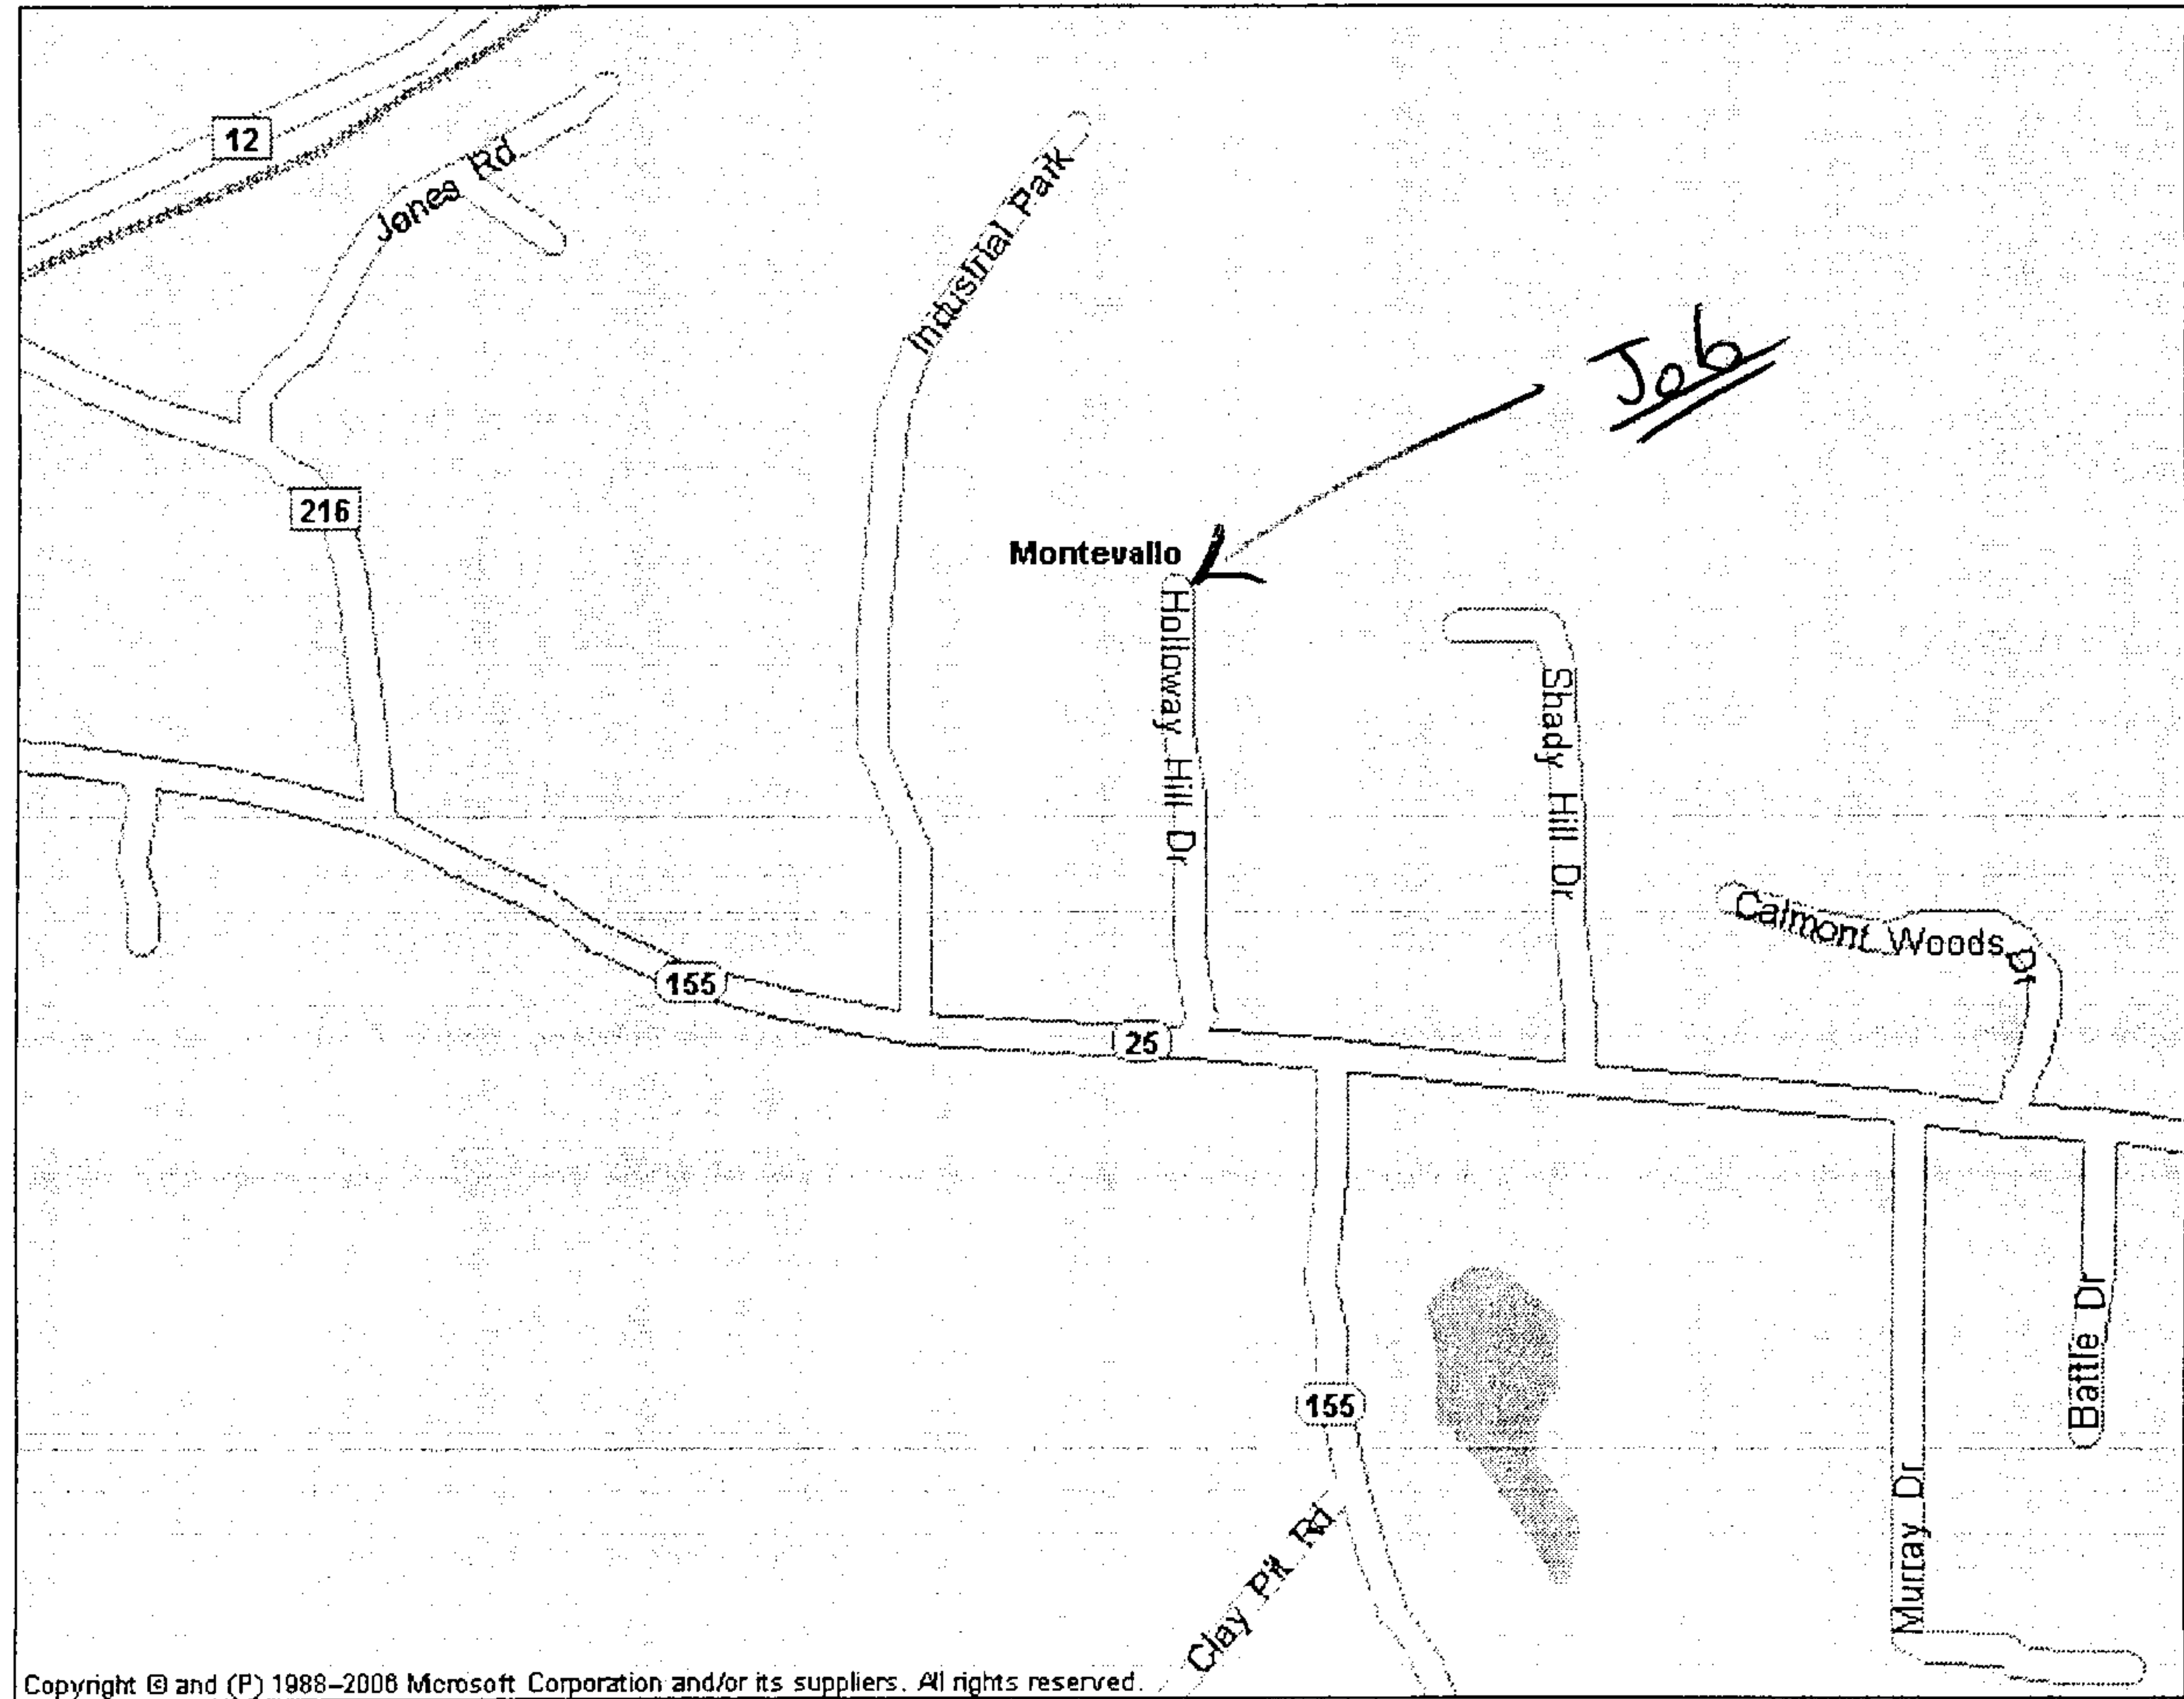 12
Jones Rd
Industrial Park
Job
216
Montevallo
Holloway Hill Dr
Shady Hill Dr
Calmont Woods Ct
155
25
155
Battle Dr
Murray Dr
Clay Pit Rd
Copyright © and (P) 1988–2006 Microsoft Corporation and/or its suppliers. All rights reserved.